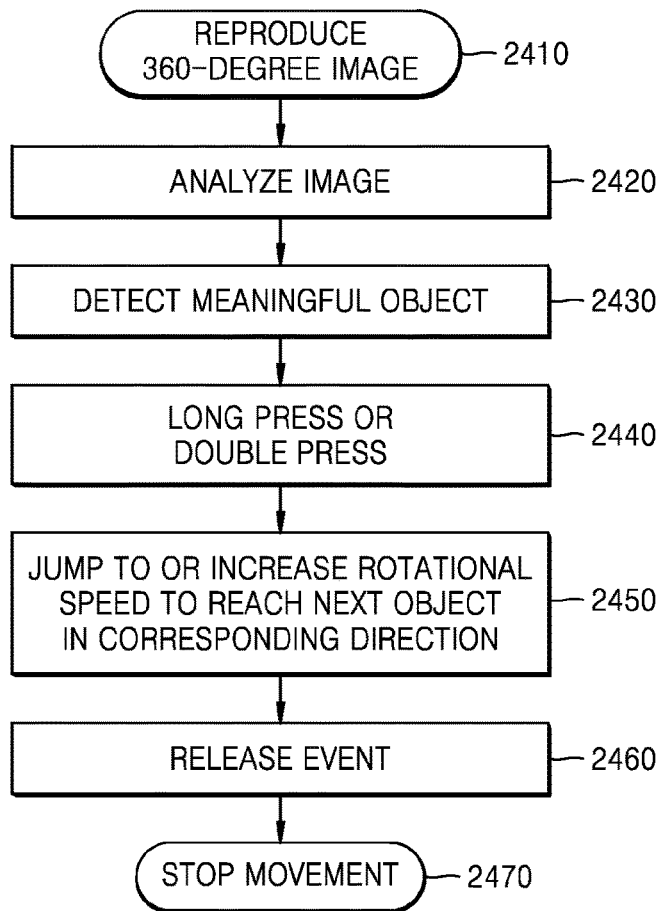 REPRODUCE
360-DEGREE IMAGE
2410
ANALYZE IMAGE
2420
DETECT MEANINGFUL OBJECT
2430
LONG PRESS OR
DOUBLE PRESS
2440
JUMP TO OR INCREASE ROTATIONAL
SPEED TO REACH NEXT OBJECT
IN CORRESPONDING DIRECTION
2450
RELEASE EVENT
2460
STOP MOVEMENT
2470